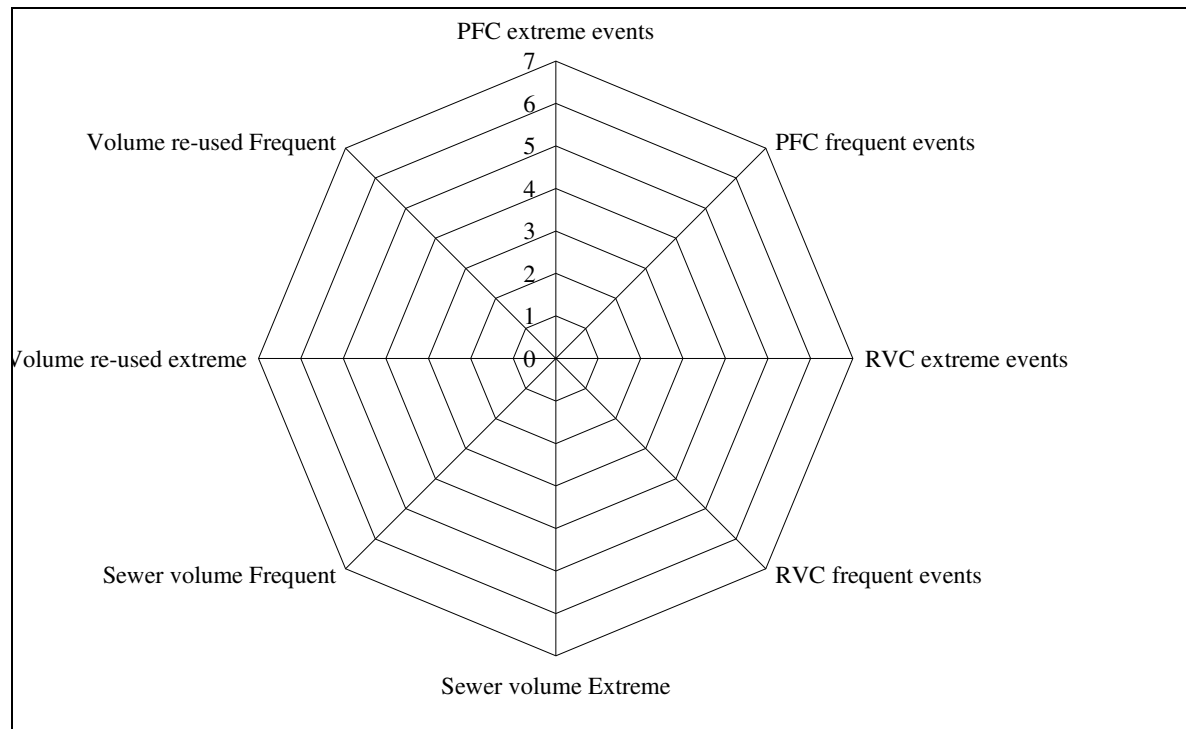 PFC extreme events
7
6
Volume re-used Frequent
PFC frequent events
5
4
3
2
1
Volume re-used extreme
0
RVC extreme events
Sewer volume Frequent
RVC frequent events
Sewer volume Extreme